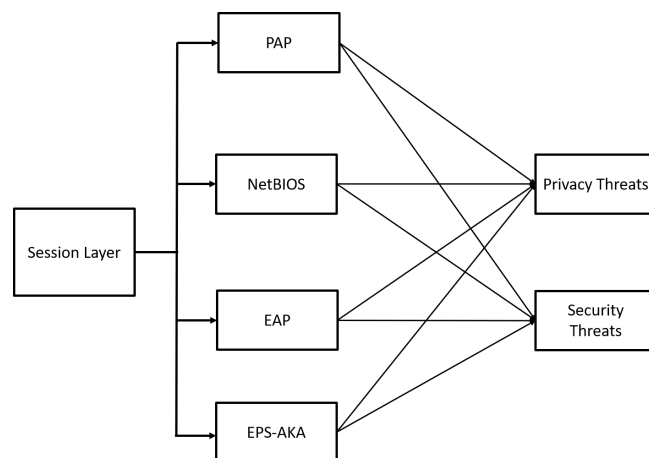 PAP
NetBIOS
Privacy Threats
Session Layer
EAP
Security
Threats
EPS-AKA